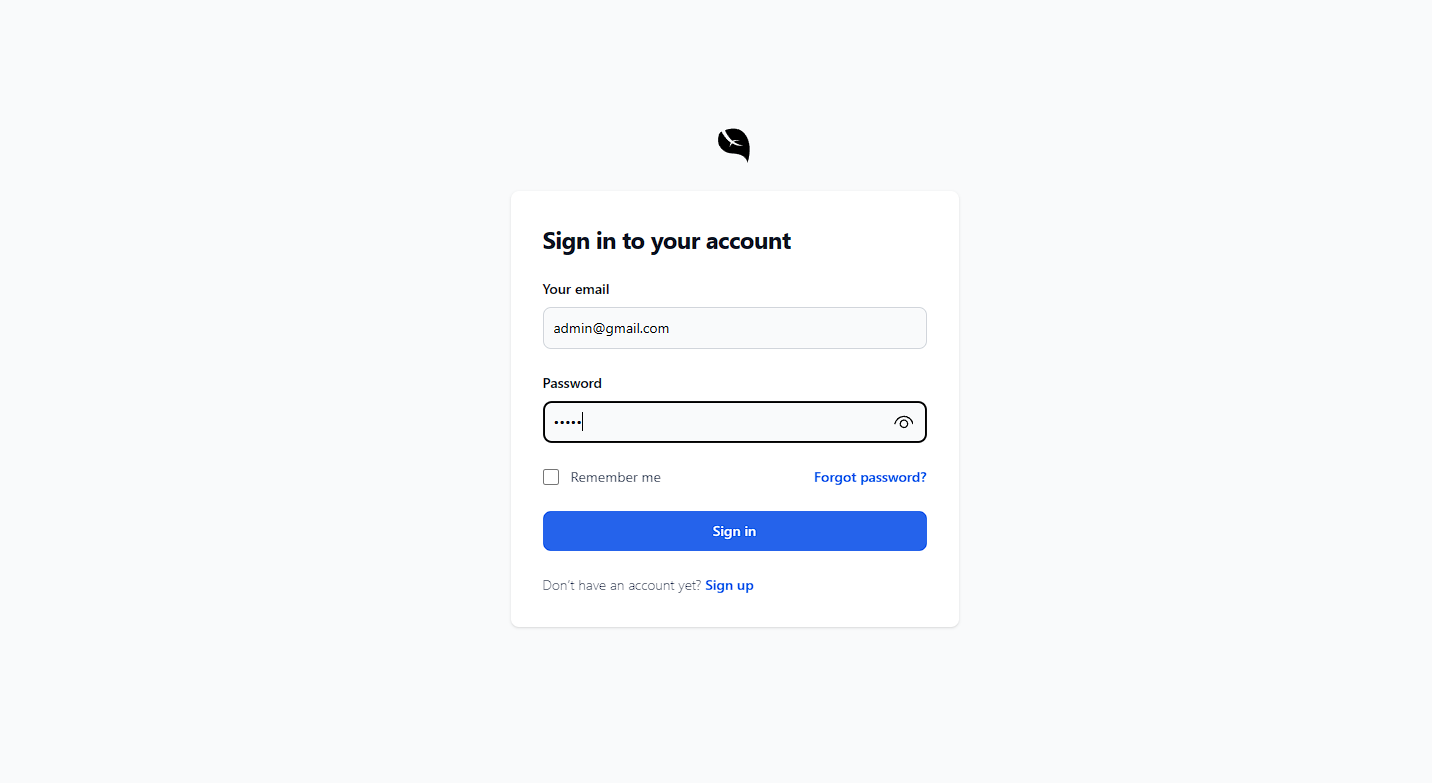 Sign in to your account
Your email
admin@gmail.com
Password
•••••
Remember me
Forgot password?
Sign in
Don't have an account yet? Sign up